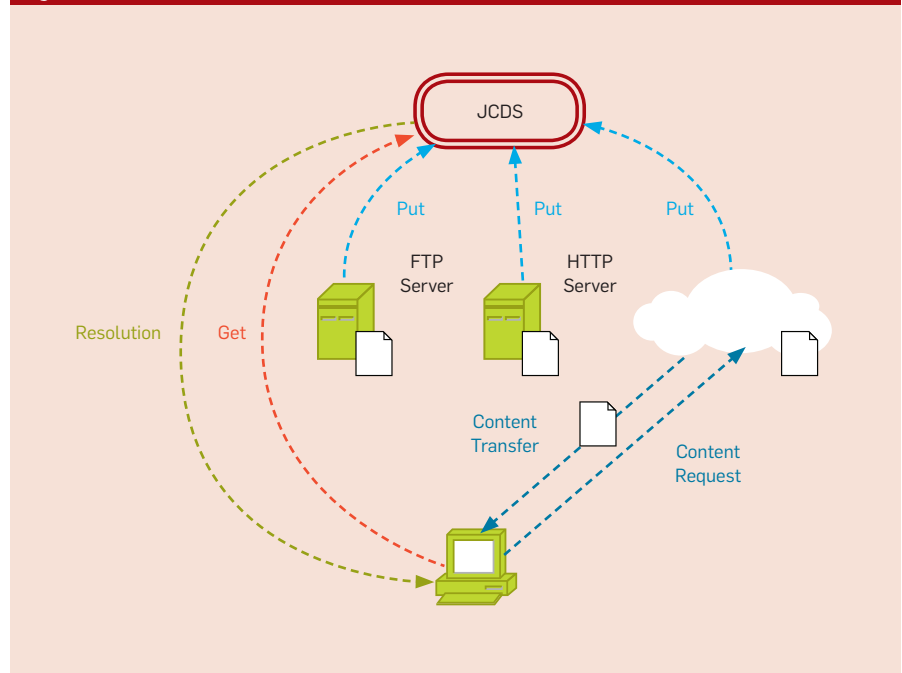 JCDS
Put
Put
Put
FTP
Server
HTTP
Server
Resolution
Get
Content
Transfer
Content
Request